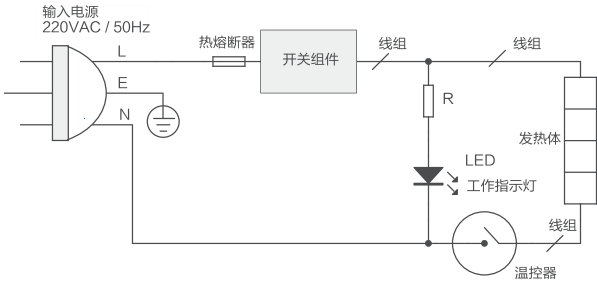 输入电源
220VAC / 50Hz
L
热熔断器
开关组件
线组
线组
E
N
R
发热体
LED
工作指示灯
线组
温控器